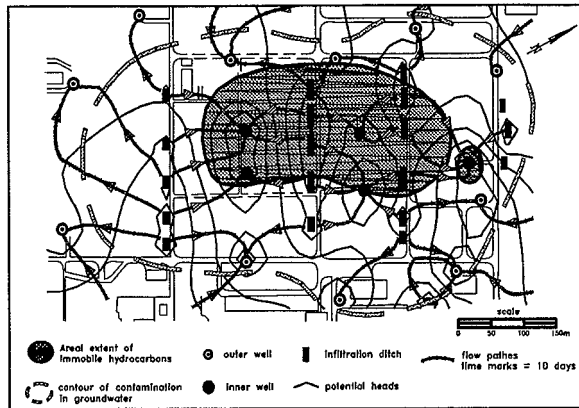 N
scale
0 50 100 150m
Areal extent of
immobile hydrocarbons
outer well
infiltration ditch
flow pathes
time marks = 10 days
contour of contamination
in groundwater
inner well
potential heads